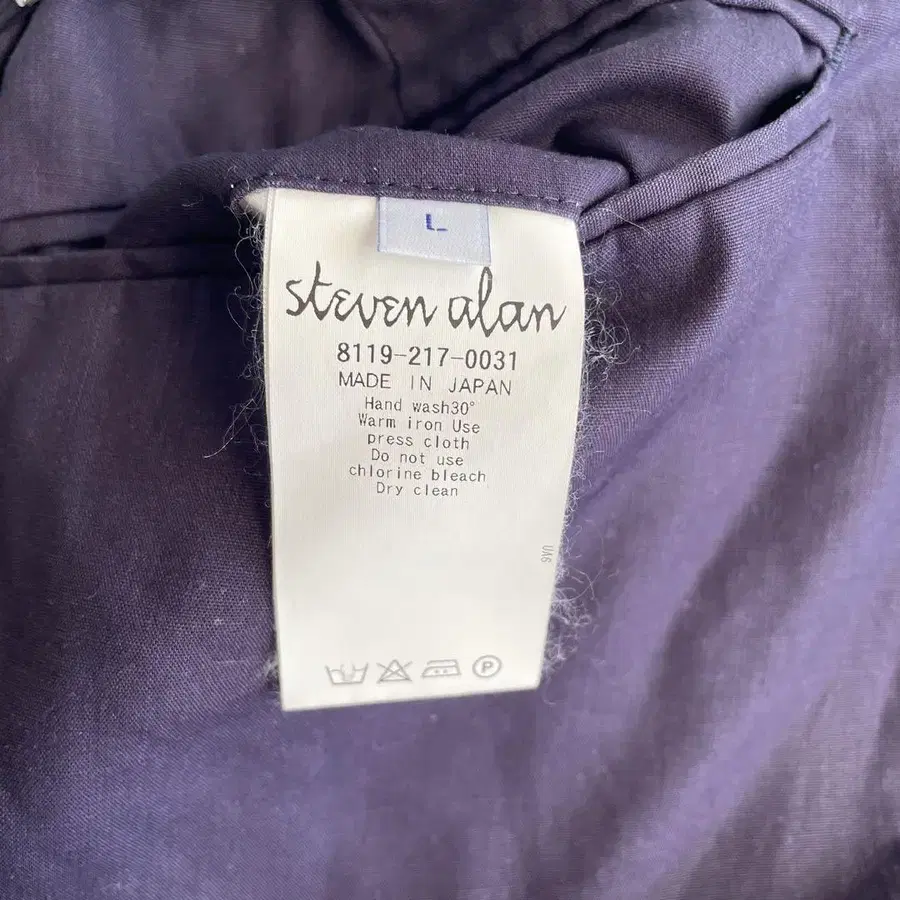 L
steven alan
8119-217-0031
MADE IN JAPAN
Hand wash30°
Warm iron Use
press cloth
Do not use
chlorine bleach
Dry clean
UA6
P